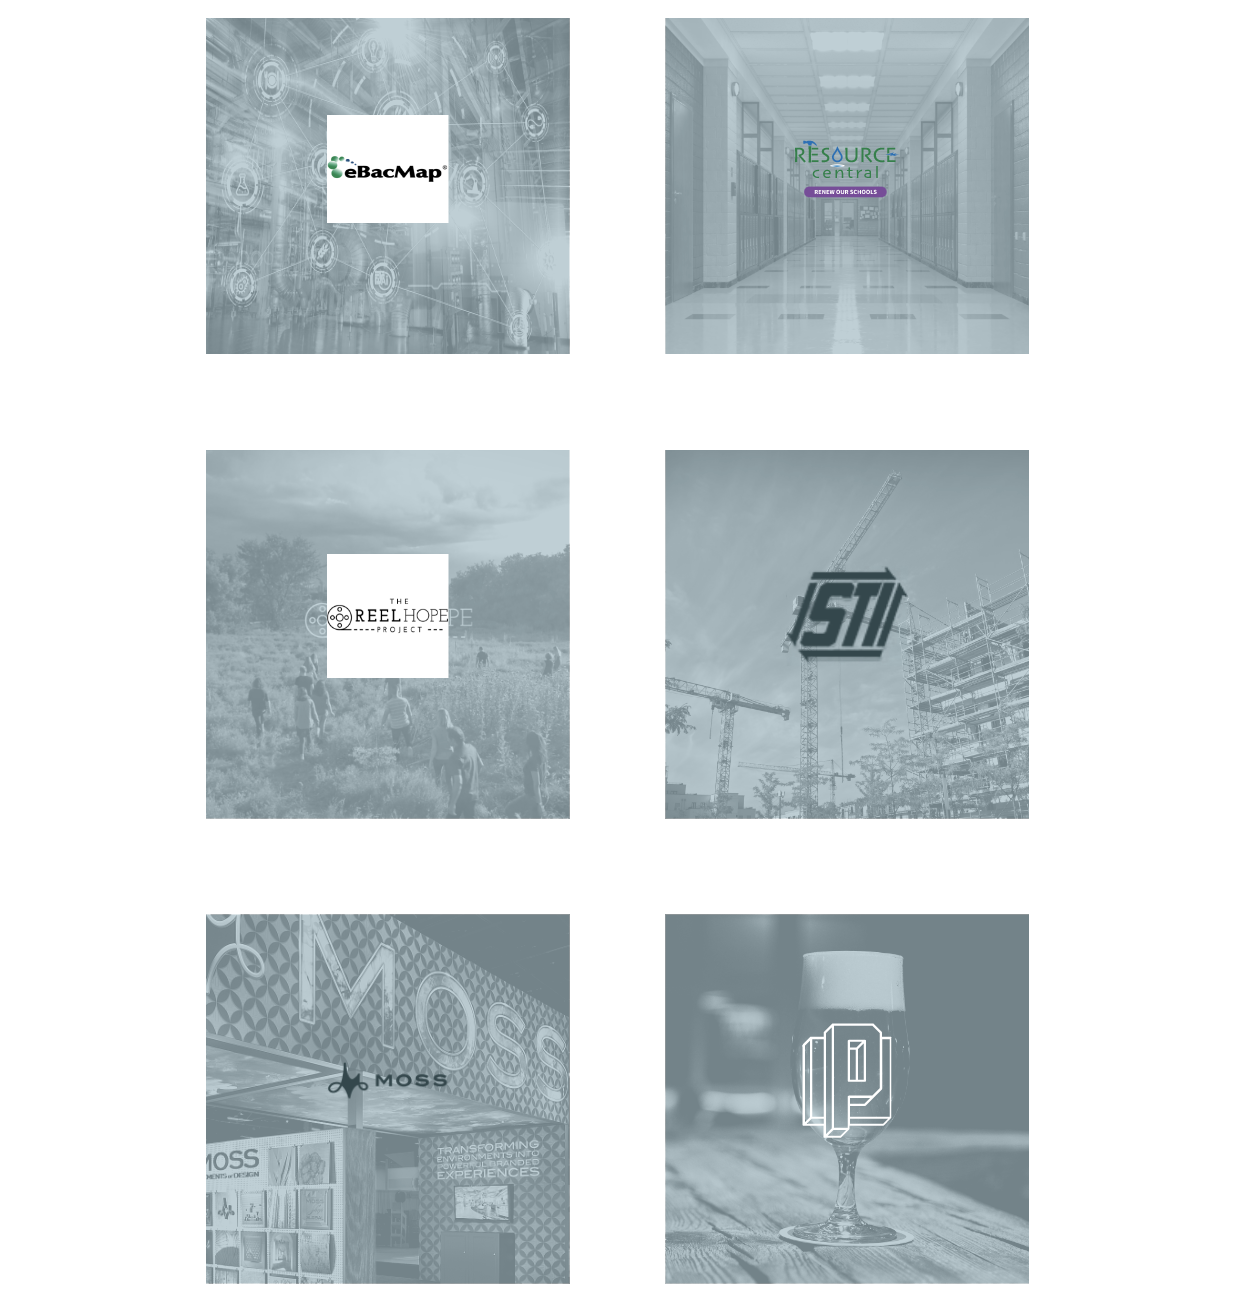 eBacMap®
RESOURCE
central
RENEW OUR SCHOOLS
THE
REEL HOPE
PE
PROJECT
STI
MOSS
MOSS
MOSS
MENTS of DESIGN
TRANSFORMING
ENVIRONMENTS INTO
POWERFUL BRANDED
EXPERIENCES
P